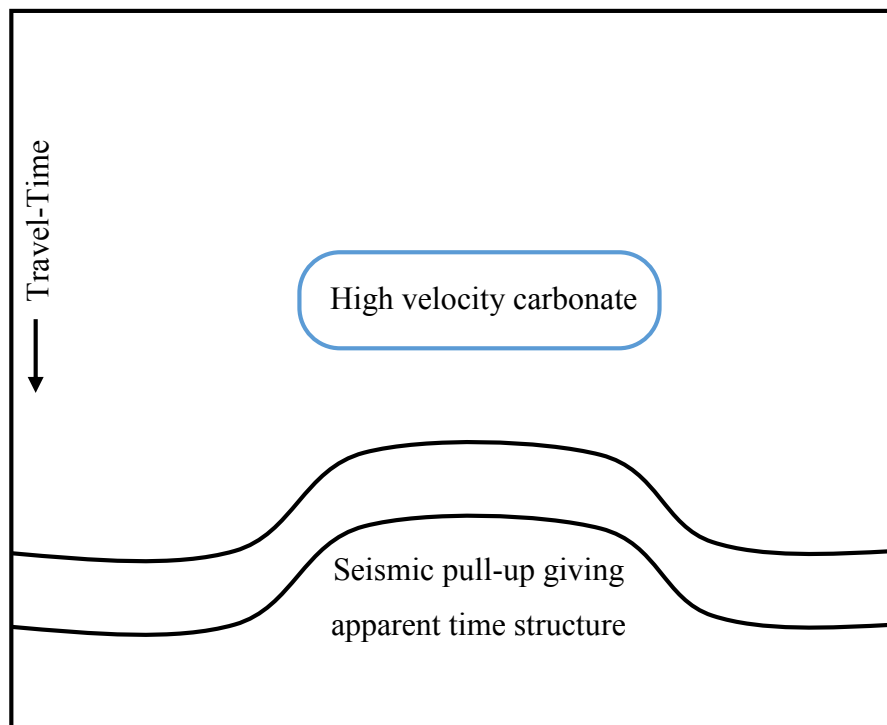 Travel-Time
High velocity carbonate
Seismic pull-up giving
apparent time structure